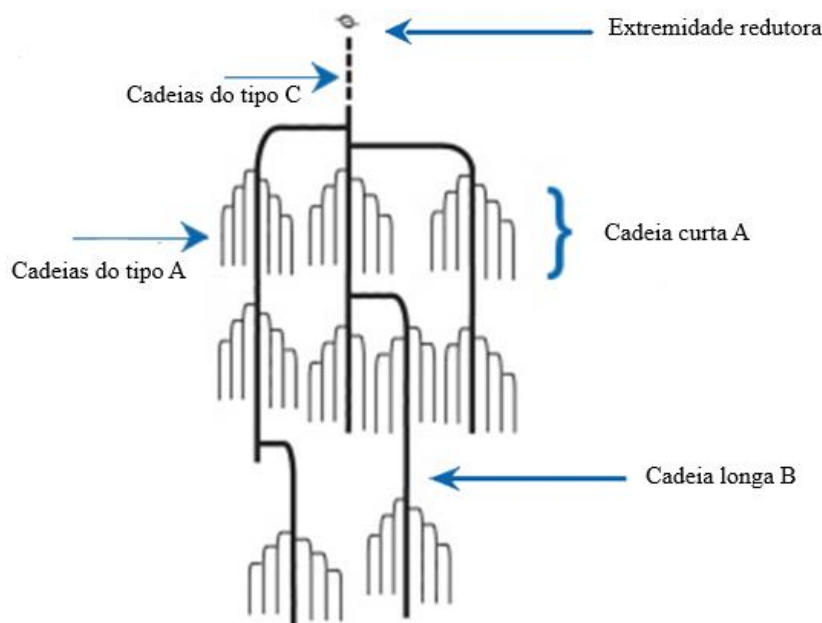 Extremidade redutora
Cadeias do tipo C
Cadeia curta A
Cadeias do tipo A
Cadeia longa B